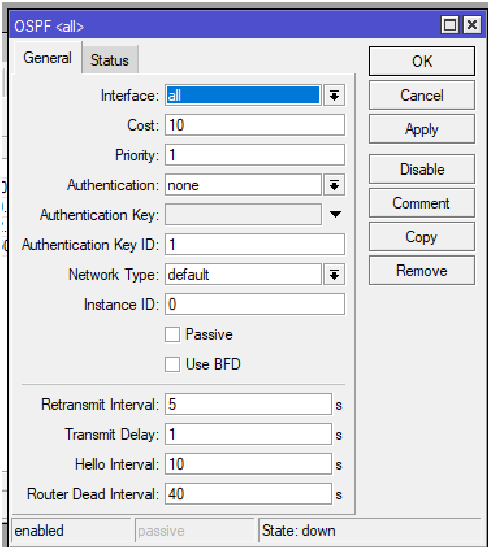 OSPF <all>
General Status
Interface: all
Cost: 10
Priority: 1
Authentication: none
Authentication Key:
Authentication Key ID: 1
Network Type: default
Instance ID: 0
Passive
Use BFD
Retransmit Interval: 5 s
Transmit Delay: 1 s
Hello Interval: 10 s
Router Dead Interval: 40 s
OK
Cancel
Apply
Disable
Comment
Copy
Remove
enabled passive State: down